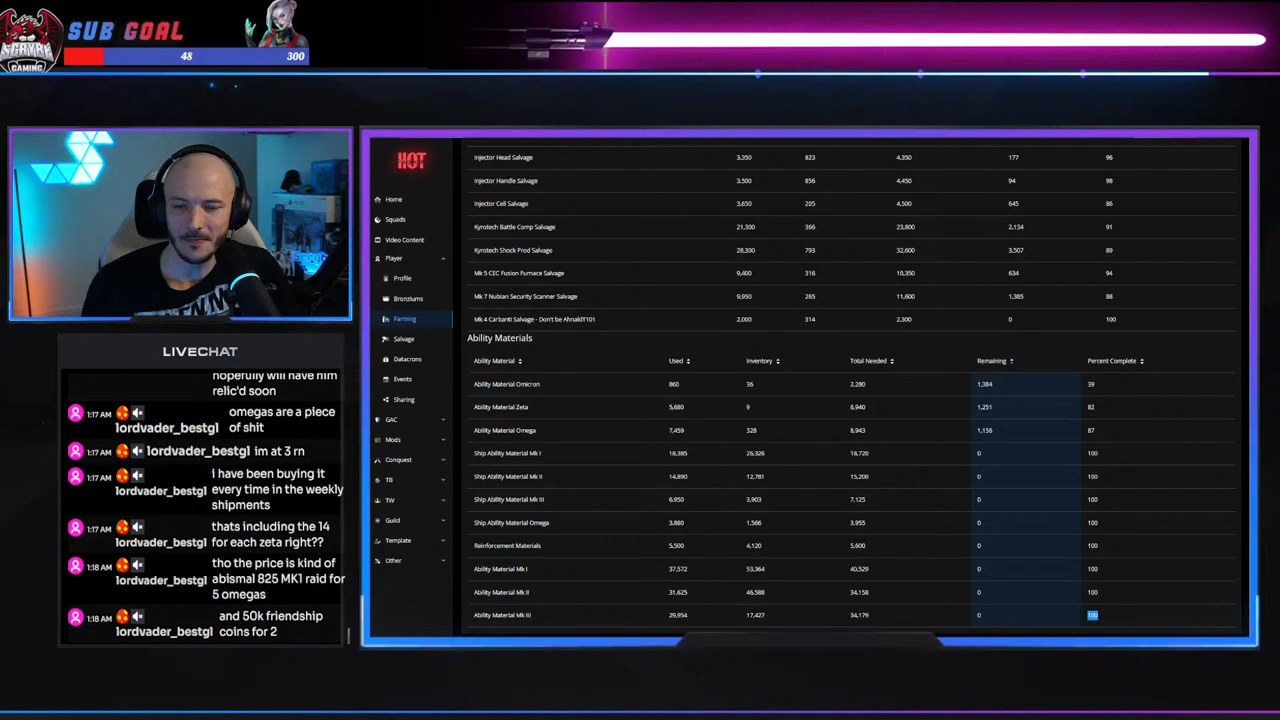 SCRYBE
GAMING
SUB GOAL
48
300
LIVECHAT
hopefully will have him
relic'd soon
1:17 AM lordvader_bestgl omegas are a piece
of shit
1:17 AM lordvader_bestgl im at 3 rn
1:17 AM lordvader_bestgl i have been buying it
every time in the weekly
shipments
1:17 AM lordvader_bestgl thats including the 14
for each zeta right??
1:18 AM lordvader_bestgl tho the price is kind of
abismal 825 MK1 raid for
5 omegas
1:18 AM lordvader_bestgl and 50k friendship
coins for 2
HOT
Home
Squads
Video Content
Player
Profile
Bronziums
Farming
Salvage
Datacrons
Events
Sharing
GAC
Mods
Conquest
TB
TW
Guild
Template
Other
Injector Head Salvage 3,350 823 4,350 177 96
Injector Handle Salvage 3,500 856 4,450 94 98
Injector Cell Salvage 3,650 205 4,500 645 86
Kyrotech Battle Comp Salvage 21,300 366 23,800 2,134 91
Kyrotech Shock Prod Salvage 28,300 793 32,600 3,507 89
Mk 5 CEC Fusion Furnace Salvage 9,400 316 10,350 634 94
Mk 7 Nubian Security Scanner Salvage 9,950 265 11,600 1,385 88
Mk 4 Carbanti Salvage - Don't be AhnaldT101 2,000 314 2,300 0 100
Ability Materials
Ability Material Used Inventory Total Needed Remaining Percent Complete
Ability Material Omicron 860 36 2,280 1,384 39
Ability Material Zeta 5,680 9 6,940 1,251 82
Ability Material Omega 7,459 328 8,943 1,156 87
Ship Ability Material Mk I 18,385 26,326 18,720 0 100
Ship Ability Material Mk II 14,890 12,781 15,200 0 100
Ship Ability Material Mk III 6,950 3,903 7,125 0 100
Ship Ability Material Omega 3,880 1,566 3,955 0 100
Reinforcement Materials 5,500 4,120 5,600 0 100
Ability Material Mk I 37,572 53,364 40,529 0 100
Ability Material Mk II 31,625 46,588 34,158 0 100
Ability Material Mk III 29,954 17,427 34,179 0 100